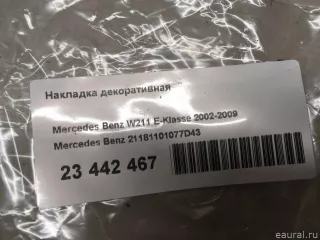 Накладка декоративная
Mercedes Benz W211 E-Klasse 2002-2009
Mercedes Benz 21181101077D43
23 442 467
eaural.ru